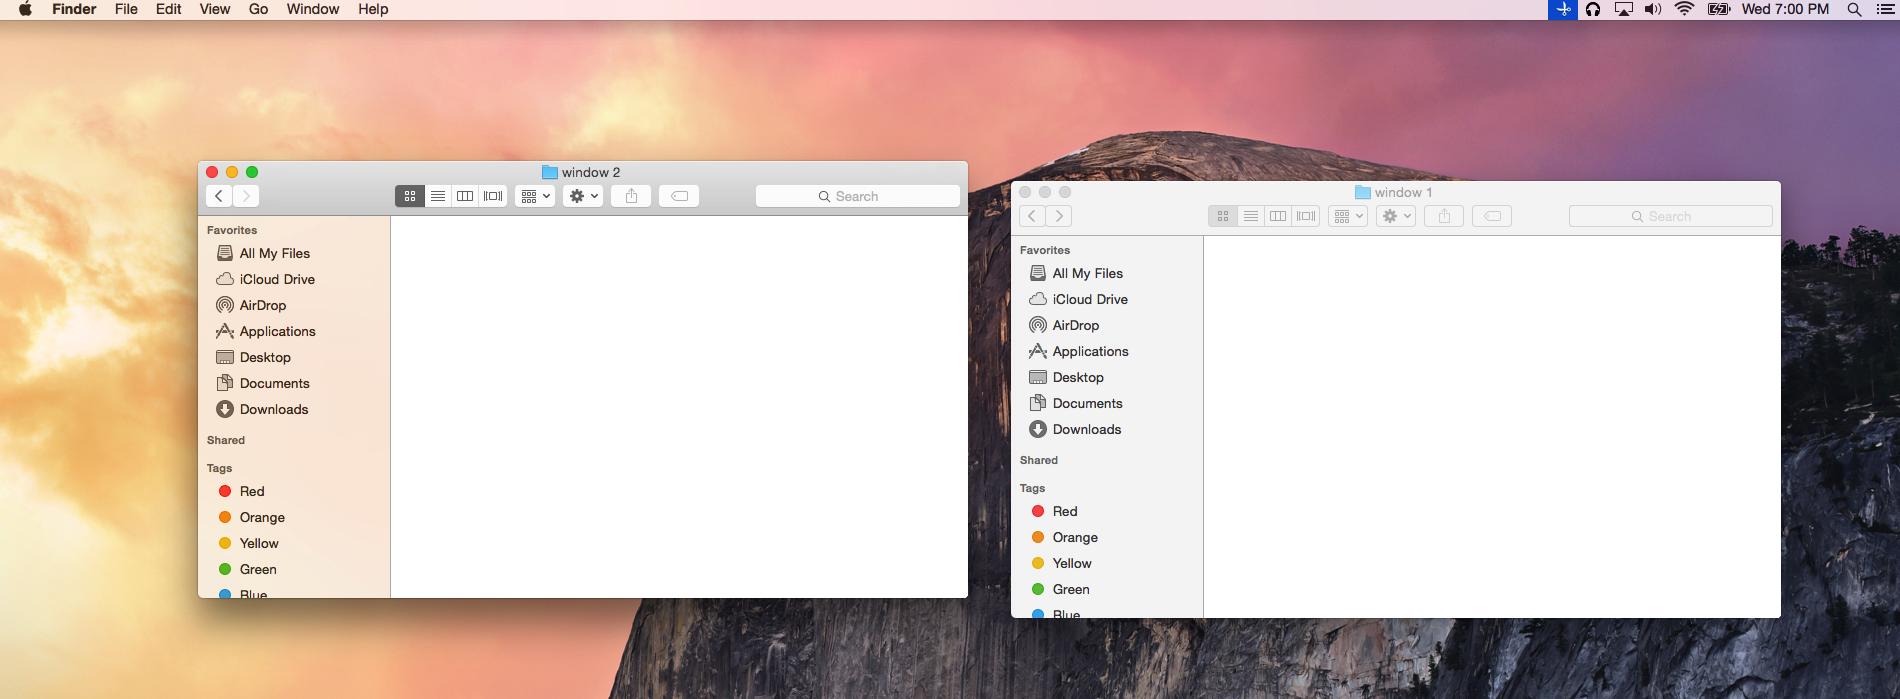 Finder File Edit View Go Window Help Wed 7:00 PM
window 2
Search
Favorites
All My Files
iCloud Drive
AirDrop
Applications
Desktop
Documents
Downloads
Shared
Tags
Red
Orange
Yellow
Green
Blue
window 1
Search
Favorites
All My Files
iCloud Drive
AirDrop
Applications
Desktop
Documents
Downloads
Shared
Tags
Red
Orange
Yellow
Green
Blue